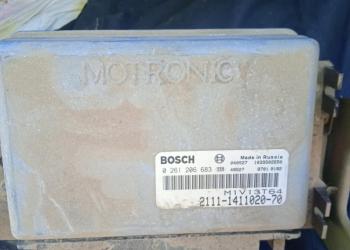 MOTRONIC
BOSCH Made in Russia
0 261 206 683
M1V13T64
2111-1411020-70